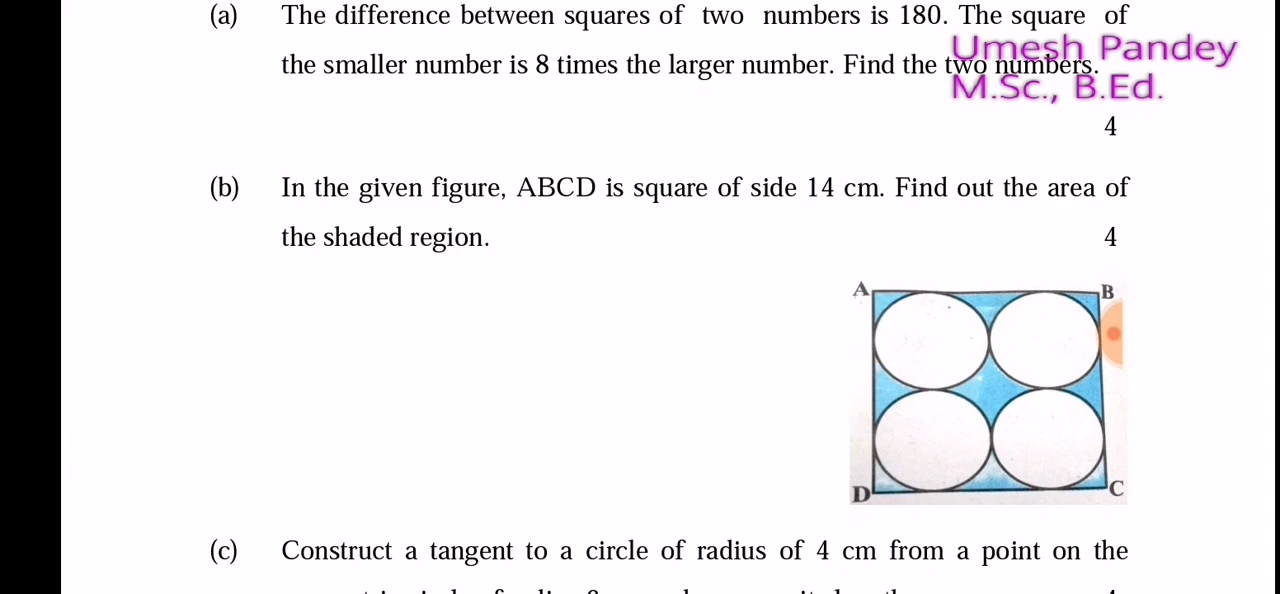 (a) The difference between squares of two numbers is 180. The square of
the smaller number is 8 times the larger number. Find the two numbers.
Umesh Pandey
M.Sc., B.Ed.
4
(b) In the given figure, ABCD is square of side 14 cm. Find out the area of
the shaded region. 4
A B
D C
(c) Construct a tangent to a circle of radius of 4 cm from a point on the